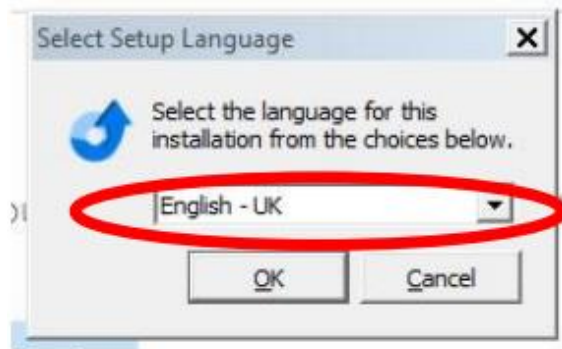 Select Setup Language
Select the language for this
installation from the choices below.
English - UK
OK
Cancel